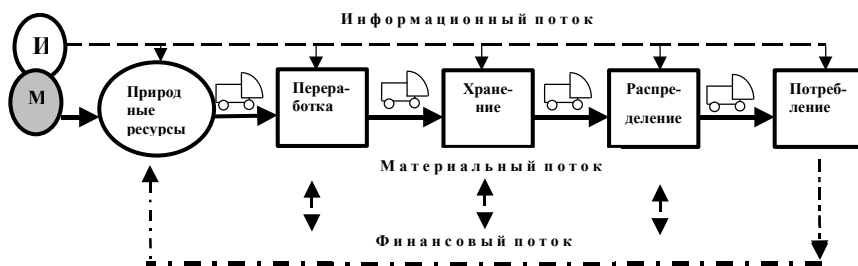 Информационный поток
И
М
Природ
ные
ресурсы
Перера-
ботка
Хране-
ние
Распре-
деление
Потреб-
ление
Материальный поток
Финансовый поток